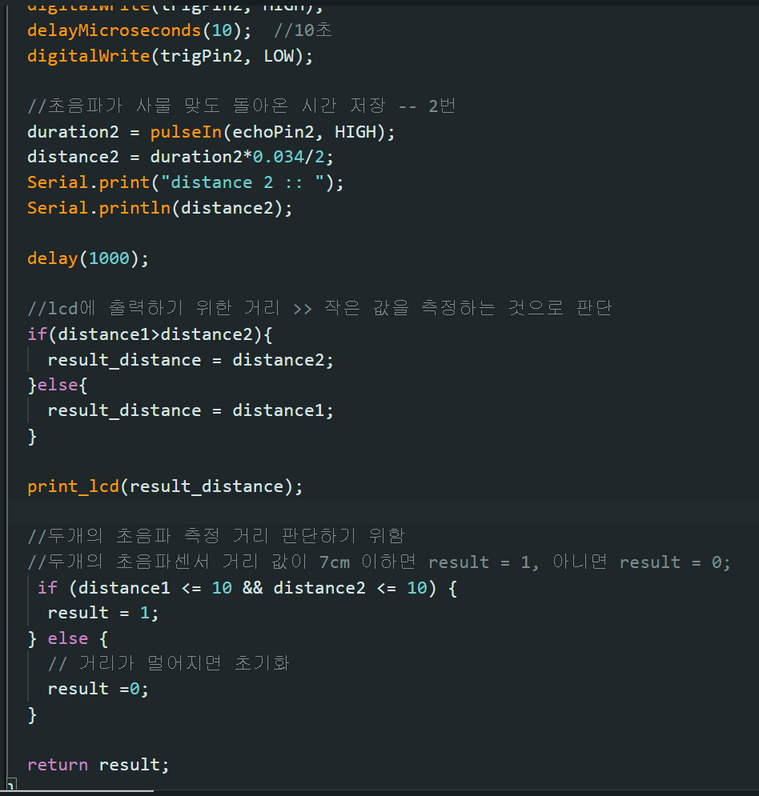 digitalWrite(trigPin2, HIGH);
delayMicroseconds(10);  //10초
digitalWrite(trigPin2, LOW);
//초음파가 사물 맞도 돌아온 시간 저장 -- 2번
duration2 = pulseIn(echoPin2, HIGH);
distance2 = duration2*0.034/2;
Serial.print("distance 2 :: ");
Serial.println(distance2);
delay(1000);
//lcd에 출력하기 위한 거리 >> 작은 값을 측정하는 것으로 판단
if(distance1>distance2){
result_distance = distance2;
}else{
result_distance = distance1;
}
print_lcd(result_distance);
//두개의 초음파 측정 거리 판단하기 위함
//두개의 초음파센서 거리 값이 7cm 이하면 result = 1, 아니면 result = 0;
if (distance1 <= 10 && distance2 <= 10) {
result = 1;
} else {
// 거리가 멀어지면 초기화
result =0;
}
return result;
}